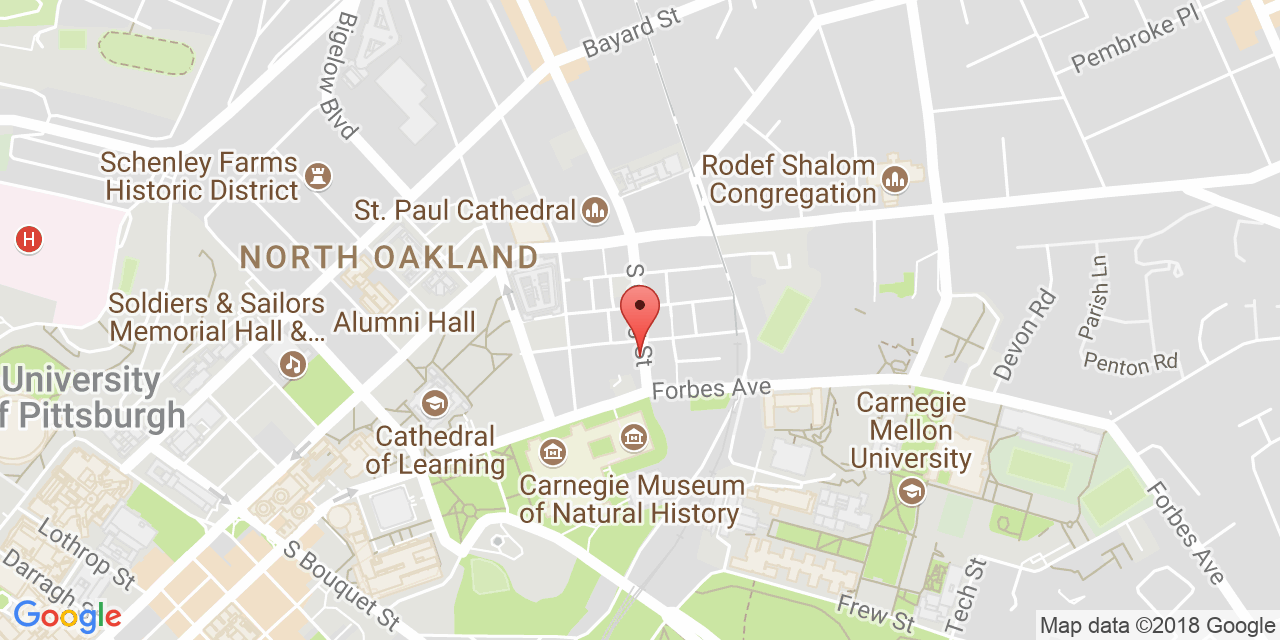 Bayard St
Pembroke Pl
Bigelow Blvd
Schenley Farms
Historic District
Rodef Shalom
Congregation
St. Paul Cathedral
H
NORTH OAKLAND
S
St
Soldiers & Sailors
Memorial Hall &...
Alumni Hall
Devon Rd
Parish Ln
Penton Rd
University
of Pittsburgh
Forbes Ave
Cathedral
of Learning
Carnegie
Mellon
University
Carnegie Museum
of Natural History
Forbes Ave
Lothrop St
Darragh S
S Bouquet St
Frew St
Tech St
Google
Map data ©2018 Google